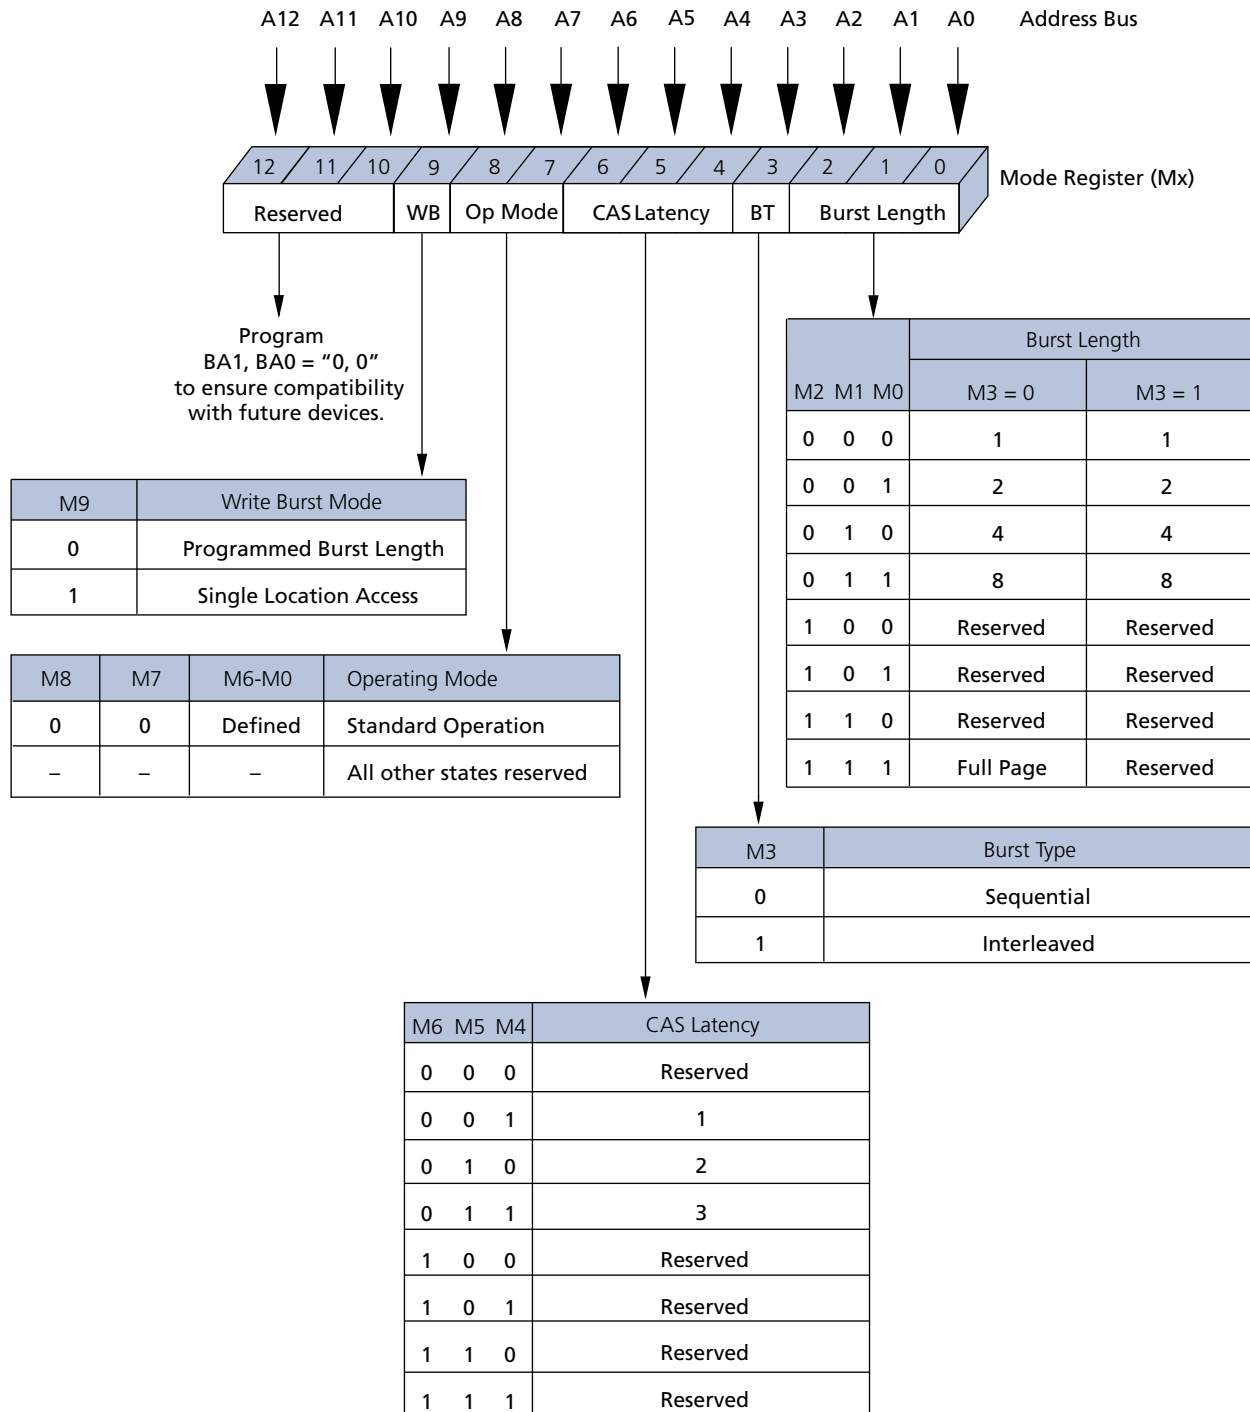 A12 A11 A10 A9 A8 A7 A6 A5 A4 A3 A2 A1 A0 Address Bus
12 11 10 9 8 7 6 5 4 3 2 1 0
Mode Register (Mx)
Reserved WB Op Mode CAS Latency BT Burst Length
Program
BA1, BA0 = “0, 0”
to ensure compatibility
with future devices.
Burst Length
M2 M1 M0 M3 = 0 M3 = 1
0 0 0 1 1
0 0 1 2 2
0 1 0 4 4
0 1 1 8 8
1 0 0 Reserved Reserved
1 0 1 Reserved Reserved
1 1 0 Reserved Reserved
1 1 1 Full Page Reserved
M9 Write Burst Mode
0 Programmed Burst Length
1 Single Location Access
M8 M7 M6-M0 Operating Mode
0 0 Defined Standard Operation
– – – All other states reserved
M3 Burst Type
0 Sequential
1 Interleaved
M6 M5 M4 CAS Latency
0 0 0 Reserved
0 0 1 1
0 1 0 2
0 1 1 3
1 0 0 Reserved
1 0 1 Reserved
1 1 0 Reserved
1 1 1 Reserved